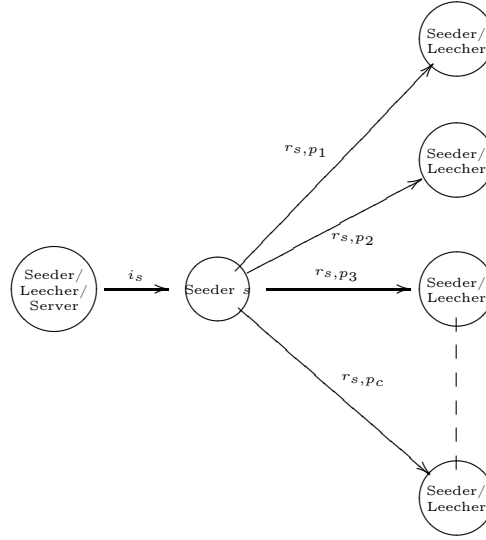 Seeder/
Leecher
r_{s,p_1}
Seeder/
Leecher
r_{s,p_2}
Seeder/
Leecher/
Server
i_s
Seeder s
r_{s,p_3}
Seeder/
Leecher
r_{s,p_c}
Seeder/
Leecher